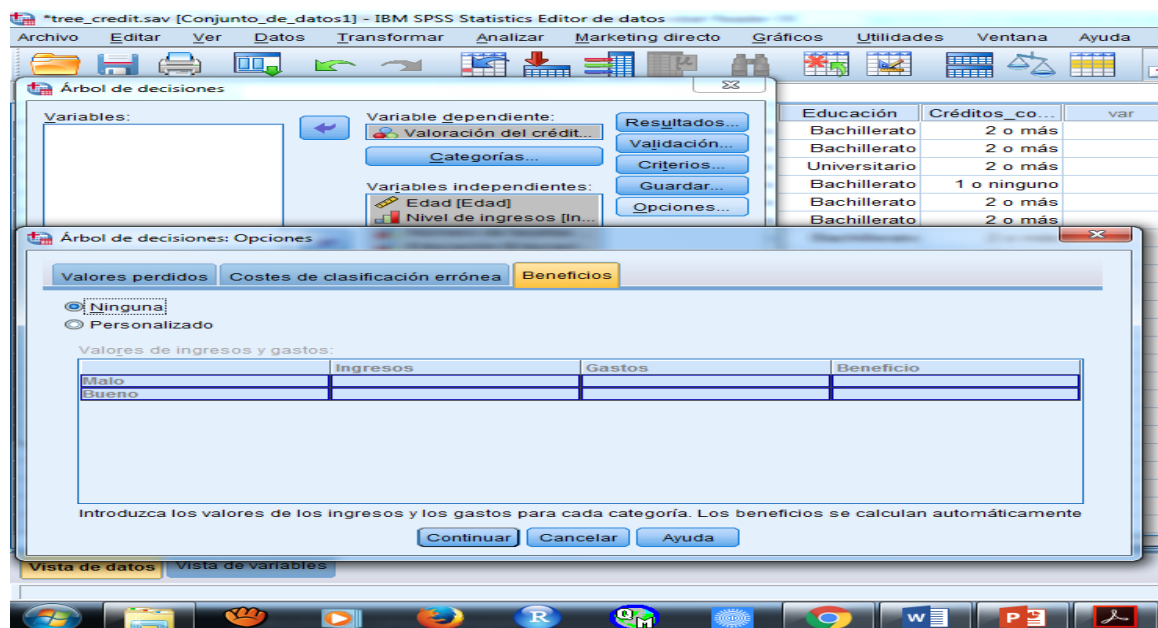 *tree_credit.sav [Conjunto_de_datos1] - IBM SPSS Statistics Editor de datos
Archivo Editar Ver Datos Transformar Analizar Marketing directo Gráficos Utilidades Ventana Ayuda
Árbol de decisiones
Variables:
Variable dependiente:
Valoración del crédit...
Categorías...
Variables independientes:
Edad [Edad]
Nivel de ingresos [In...
Resultados...
Validación...
Criterios...
Guardar...
Opciones...
Educación Créditos_co... var
Bachillerato 2 o más
Bachillerato 2 o más
Universitario 2 o más
Bachillerato 1 o ninguno
Bachillerato 2 o más
Bachillerato 2 o más
Árbol de decisiones: Opciones
Valores perdidos Costes de clasificación errónea Beneficios
Ninguna
Personalizado
Valores de ingresos y gastos:
Ingresos Gastos Beneficio
Malo
Bueno
Introduzca los valores de los ingresos y los gastos para cada categoría. Los beneficios se calculan automáticamente
Continuar Cancelar Ayuda
Vista de datos Vista de variables